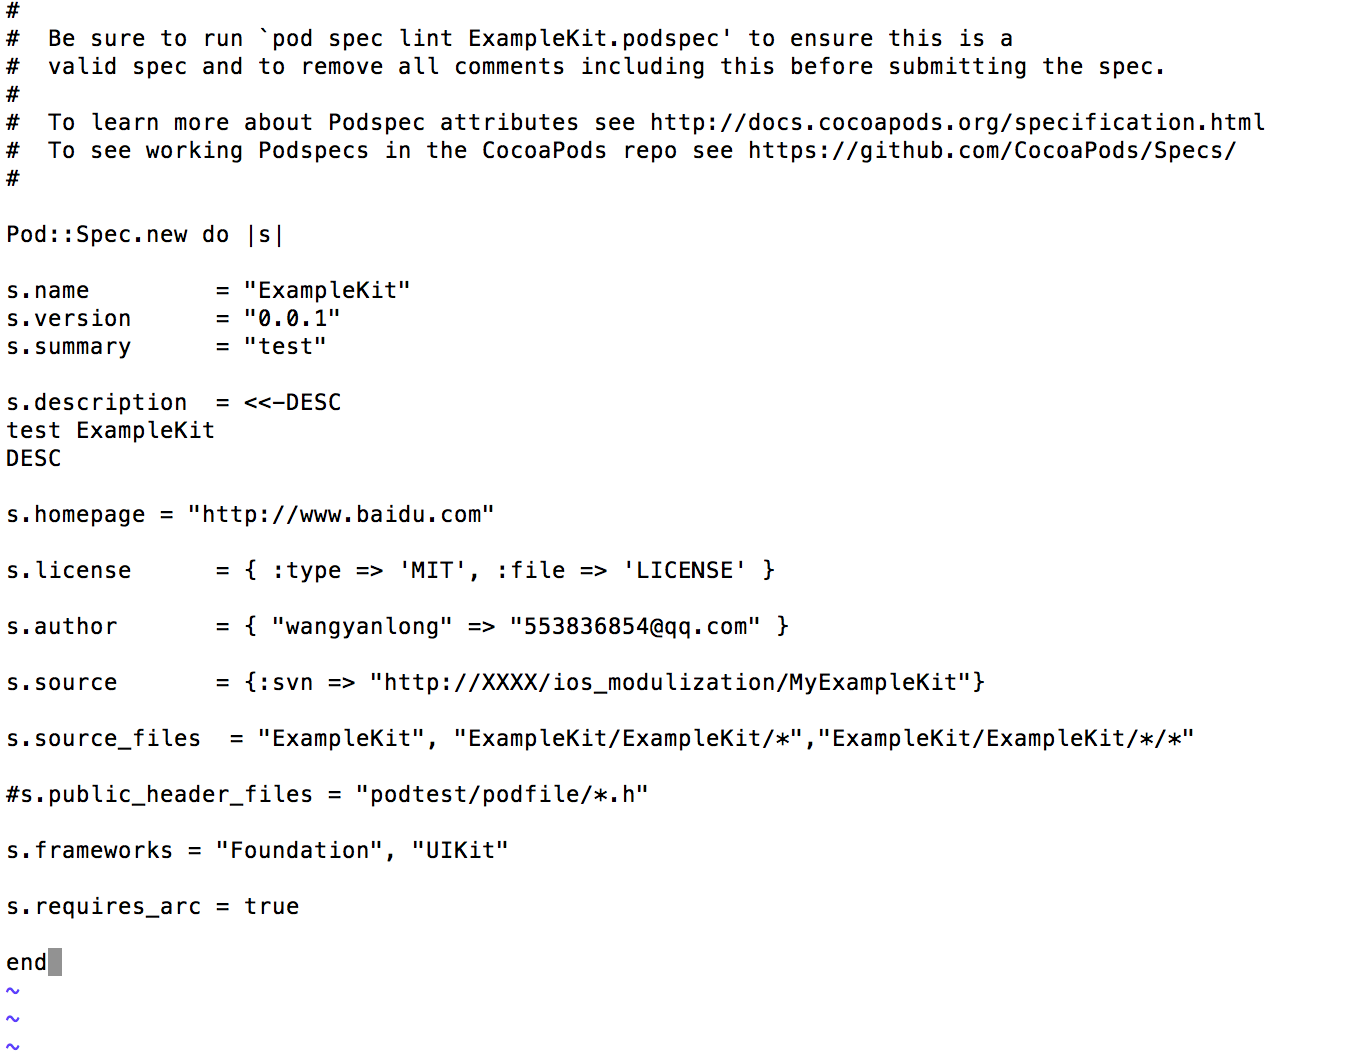 #
#  Be sure to run `pod spec lint ExampleKit.podspec' to ensure this is a
#  valid spec and to remove all comments including this before submitting the spec.
#
#  To learn more about Podspec attributes see http://docs.cocoapods.org/specification.html
#  To see working Podspecs in the CocoaPods repo see https://github.com/CocoaPods/Specs/
#
Pod::Spec.new do |s|
s.name         = "ExampleKit"
s.version      = "0.0.1"
s.summary      = "test"
s.description  = <<-DESC
test ExampleKit
DESC
s.homepage = "http://www.baidu.com"
s.license      = { :type => 'MIT', :file => 'LICENSE' }
s.author       = { "wangyanlong" => "553836854@qq.com" }
s.source       = {:svn => "http://XXXX/ios_modulization/MyExampleKit"}
s.source_files  = "ExampleKit", "ExampleKit/ExampleKit/*","ExampleKit/ExampleKit/*/*"
#s.public_header_files = "podtest/podfile/*.h"
s.frameworks = "Foundation", "UIKit"
s.requires_arc = true
end
~
~
~